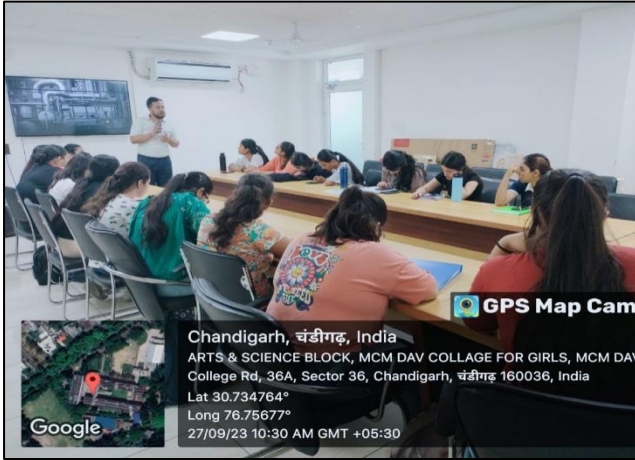 GPS Map Cam
Chandigarh, चंडीगढ़, India
ARTS & SCIENCE BLOCK, MCM DAV COLLAGE FOR GIRLS, MCM DAV
College Rd, 36A, Sector 36, Chandigarh, चंडीगढ़ 160036, India
Lat 30.734764°
Long 76.75677°
27/09/23 10:30 AM GMT +05:30
Google